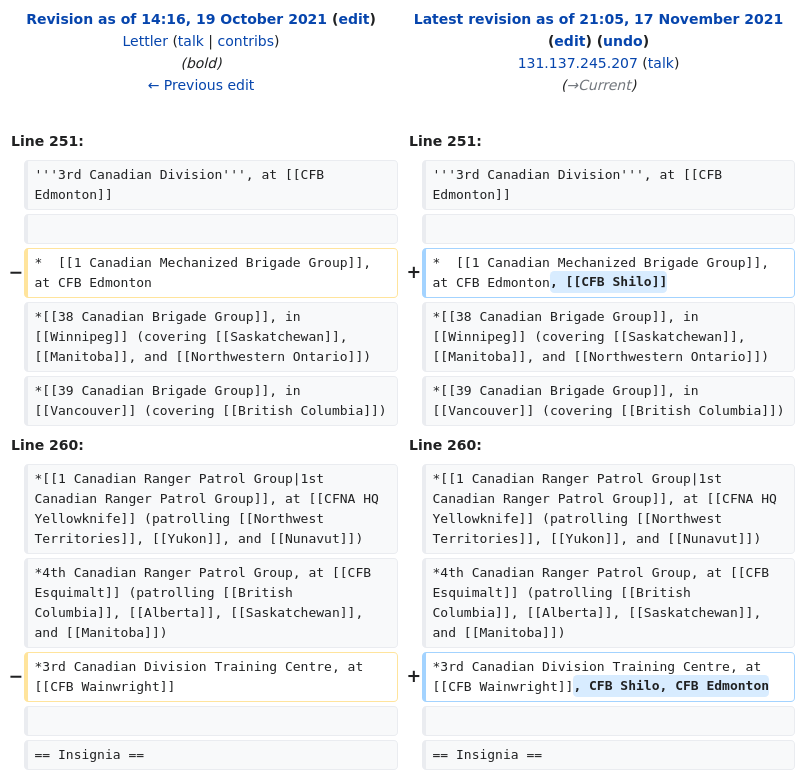 Revision as of 14:16, 19 October 2021 (edit)
Lettler (talk | contribs)
(bold)
← Previous edit
Latest revision as of 21:05, 17 November 2021
(edit) (undo)
131.137.245.207 (talk)
(→Current)
Line 251:
Line 251:
'''3rd Canadian Division''', at [[CFB
Edmonton]]
'''3rd Canadian Division''', at [[CFB
Edmonton]]
−
*  [[1 Canadian Mechanized Brigade Group]],
at CFB Edmonton
+
*  [[1 Canadian Mechanized Brigade Group]],
at CFB Edmonton, [[CFB Shilo]]
*[[38 Canadian Brigade Group]], in
[[Winnipeg]] (covering [[Saskatchewan]],
[[Manitoba]], and [[Northwestern Ontario]])
*[[38 Canadian Brigade Group]], in
[[Winnipeg]] (covering [[Saskatchewan]],
[[Manitoba]], and [[Northwestern Ontario]])
*[[39 Canadian Brigade Group]], in
[[Vancouver]] (covering [[British Columbia]])
*[[39 Canadian Brigade Group]], in
[[Vancouver]] (covering [[British Columbia]])
Line 260:
Line 260:
*[[1 Canadian Ranger Patrol Group|1st
Canadian Ranger Patrol Group]], at [[CFNA HQ
Yellowknife]] (patrolling [[Northwest
Territories]], [[Yukon]], and [[Nunavut]])
*[[1 Canadian Ranger Patrol Group|1st
Canadian Ranger Patrol Group]], at [[CFNA HQ
Yellowknife]] (patrolling [[Northwest
Territories]], [[Yukon]], and [[Nunavut]])
*4th Canadian Ranger Patrol Group, at [[CFB
Esquimalt]] (patrolling [[British
Columbia]], [[Alberta]], [[Saskatchewan]],
and [[Manitoba]])
*4th Canadian Ranger Patrol Group, at [[CFB
Esquimalt]] (patrolling [[British
Columbia]], [[Alberta]], [[Saskatchewan]],
and [[Manitoba]])
−
*3rd Canadian Division Training Centre, at
[[CFB Wainwright]]
+
*3rd Canadian Division Training Centre, at
[[CFB Wainwright]], CFB Shilo, CFB Edmonton
== Insignia ==
== Insignia ==